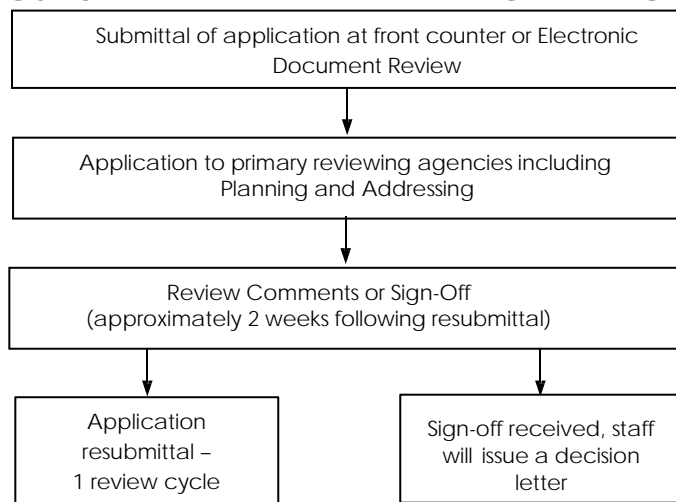 Submittal of application at front counter or Electronic
Document Review
Application to primary reviewing agencies including
Planning and Addressing
Review Comments or Sign-Off
(approximately 2 weeks following resubmittal)
Application
resubmittal –
1 review cycle
Sign-off received, staff
will issue a decision
letter